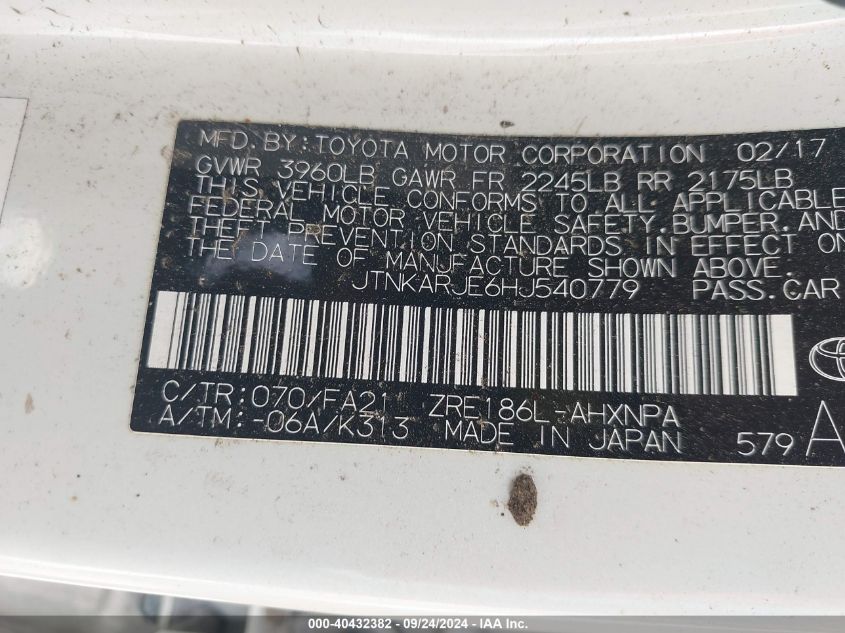 MFD.BY:TOYOTA MOTOR CORPORATION 02/17
GVWR 3960LB GAWR FR 2245LB RR 2175LB
THIS VEHICLE CONFORMS TO ALL APPLICABLE
FEDERAL MOTOR VEHICLE SAFETY.BUMPER.AND
THEFT PREVENTION STANDARDS IN EFFECT ON
THE DATE OF MANUFACTURE SHOWN ABOVE.
JTNKARJE6HJ540779 PASS.CAR
C/TR:070/FA21 ZRE186L-AHXNPA
A/TM:-06A/K313 MADE IN JAPAN 579 A
000-40432382 - 09/24/2024 - IAA Inc.